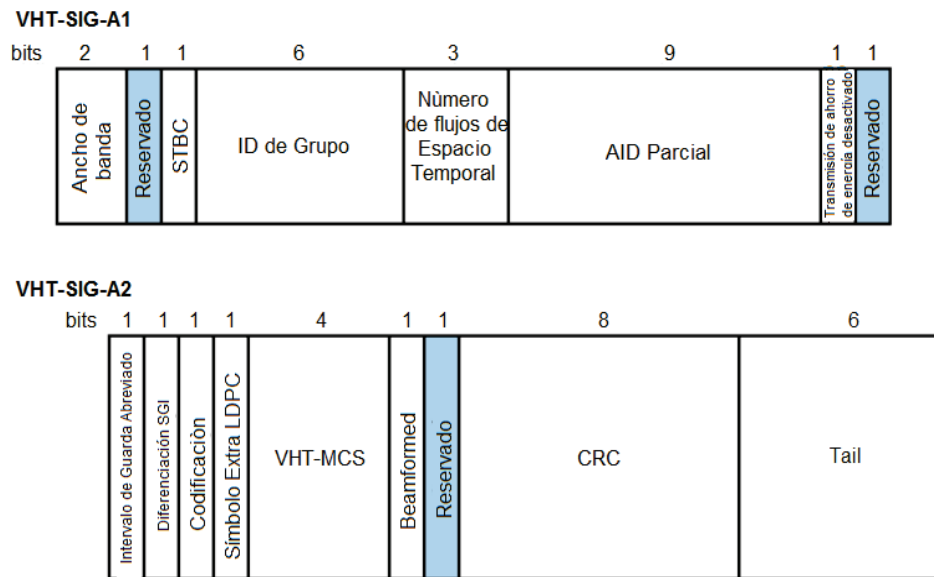 VHT-SIG-A1
bits 2 1 1 6 3 9 1 1
Ancho de
banda
Reservado
STBC
ID de Grupo
Nùmero
de flujos de
Espacio
Temporal
AID Parcial
Transmisión de ahorro
de eneroía desactivado
Reservado
VHT-SIG-A2
bits 1 1 1 1 4 1 1 8 6
Intervalo de Guarda Abreviado
Diferenciación SGI
Codificaciòn
Símbolo Extra LDPC
VHT-MCS
Beamformed
Reservado
CRC
Tail